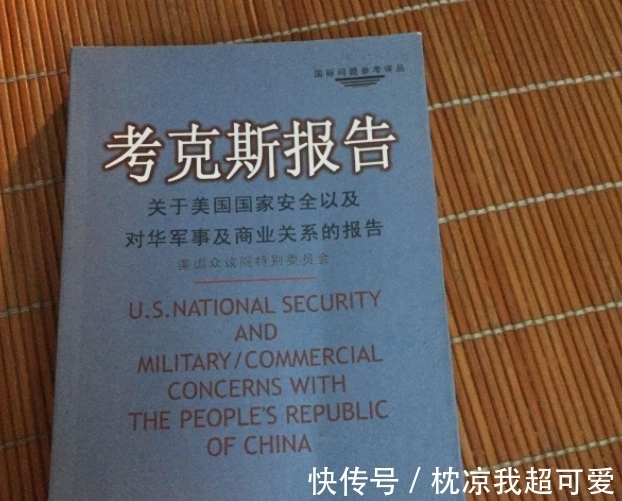 国际问题参考译丛
考克斯报告
关于美国国家安全以及
对华军事及商业关系的报告
美国众议院特别委员会
U.S.NATIONAL SECURITY
AND
MILITARY/COMMERCIAL
CONCERNS WITH
THE PEOPLE'S REPUBLIC
OF CHINA
快传号 / 枕凉我超可爱